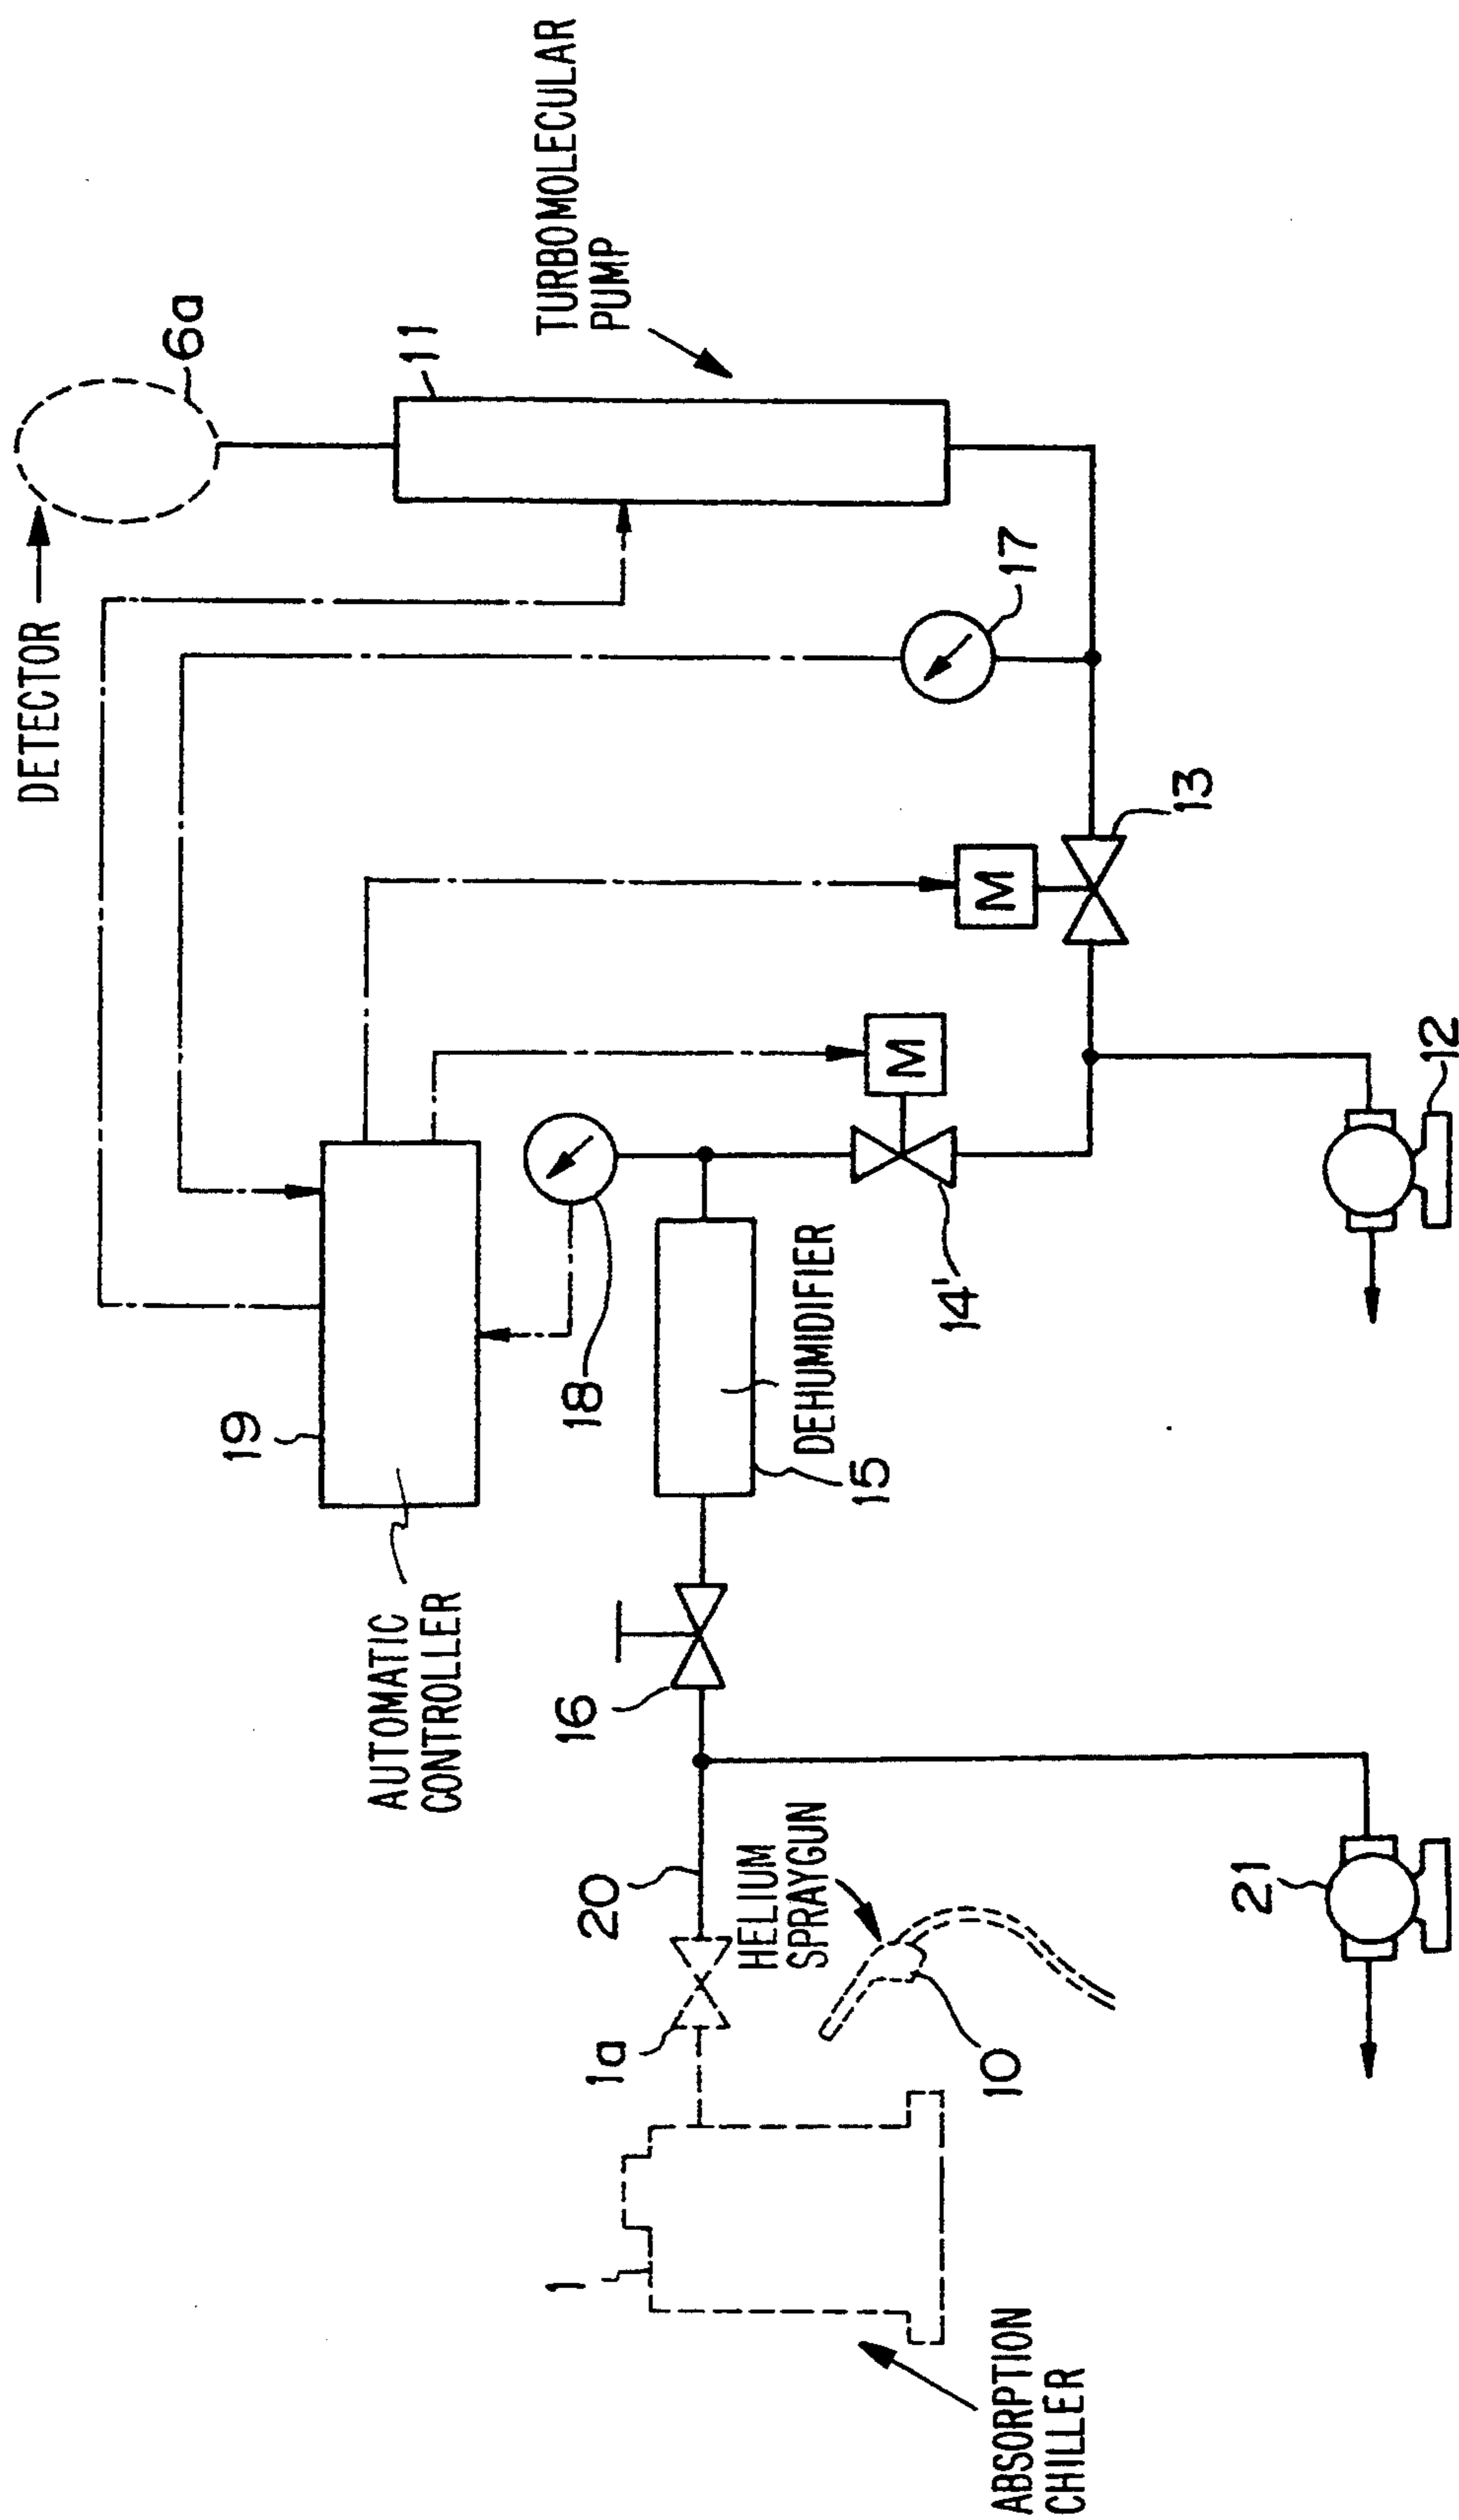 DETECTOR
6a
11
TURBOMOLECULAR
PUMP
17
13
M
M
12
14'
18
19
DEHUMIDIFIER
15
AUTOMATIC
CONTROLLER
16
20
HELIUM
SPRAYGUN
21
1a
10
1
ABSORPTION
CHILLER